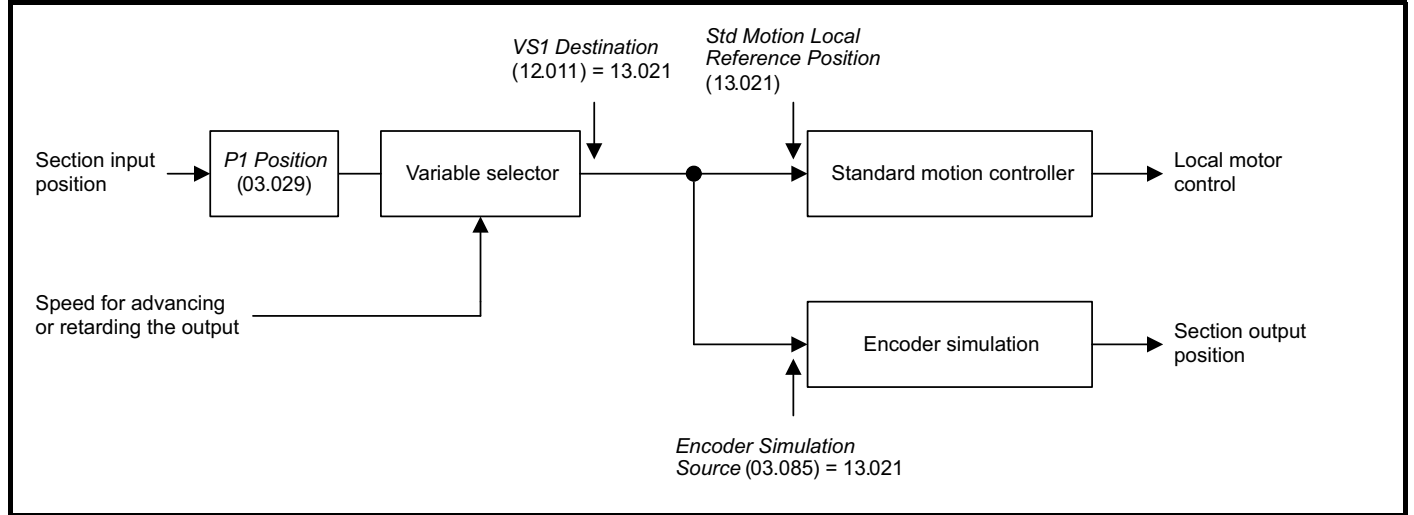 VS1 Destination
(12.011) = 13.021
Std Motion Local
Reference Position
(13.021)
Section input
position
P1 Position
(03.029)
Variable selector
Standard motion controller
Local motor
control
Speed for advancing
or retarding the output
Encoder simulation
Section output
position
Encoder Simulation
Source (03.085) = 13.021